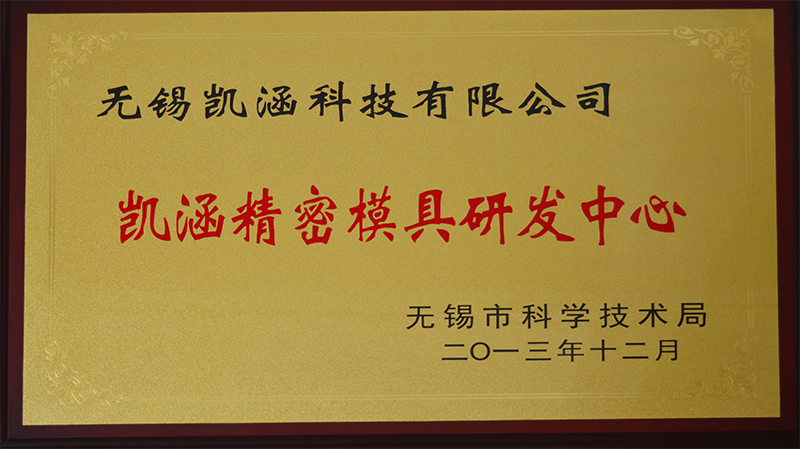 无锡凯涵科技有限公司
凯涵精密模具研发中心
无锡市科学技术局
二〇一三年十二月